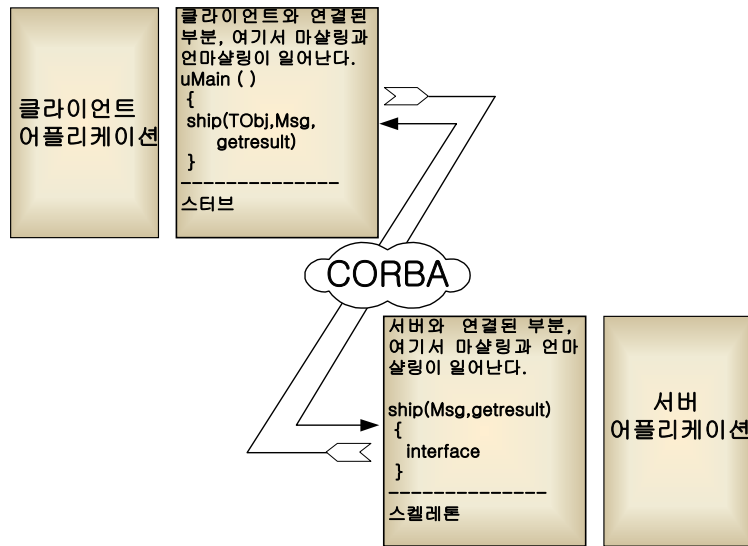 클라이언트
어플리케이션
클라이언트와 연결된
부분, 여기서 마샬링과
언마샬링이 일어난다.
uMain ( )
{
ship(TObj,Msg,
getresult)
}
--------------
스터브
CORBA
서버와 연결된 부분,
여기서 마샬링과 언마
샬링이 일어난다.
ship(Msg,getresult)
{
interface
}
--------------
스켈레톤
서버
어플리케이션